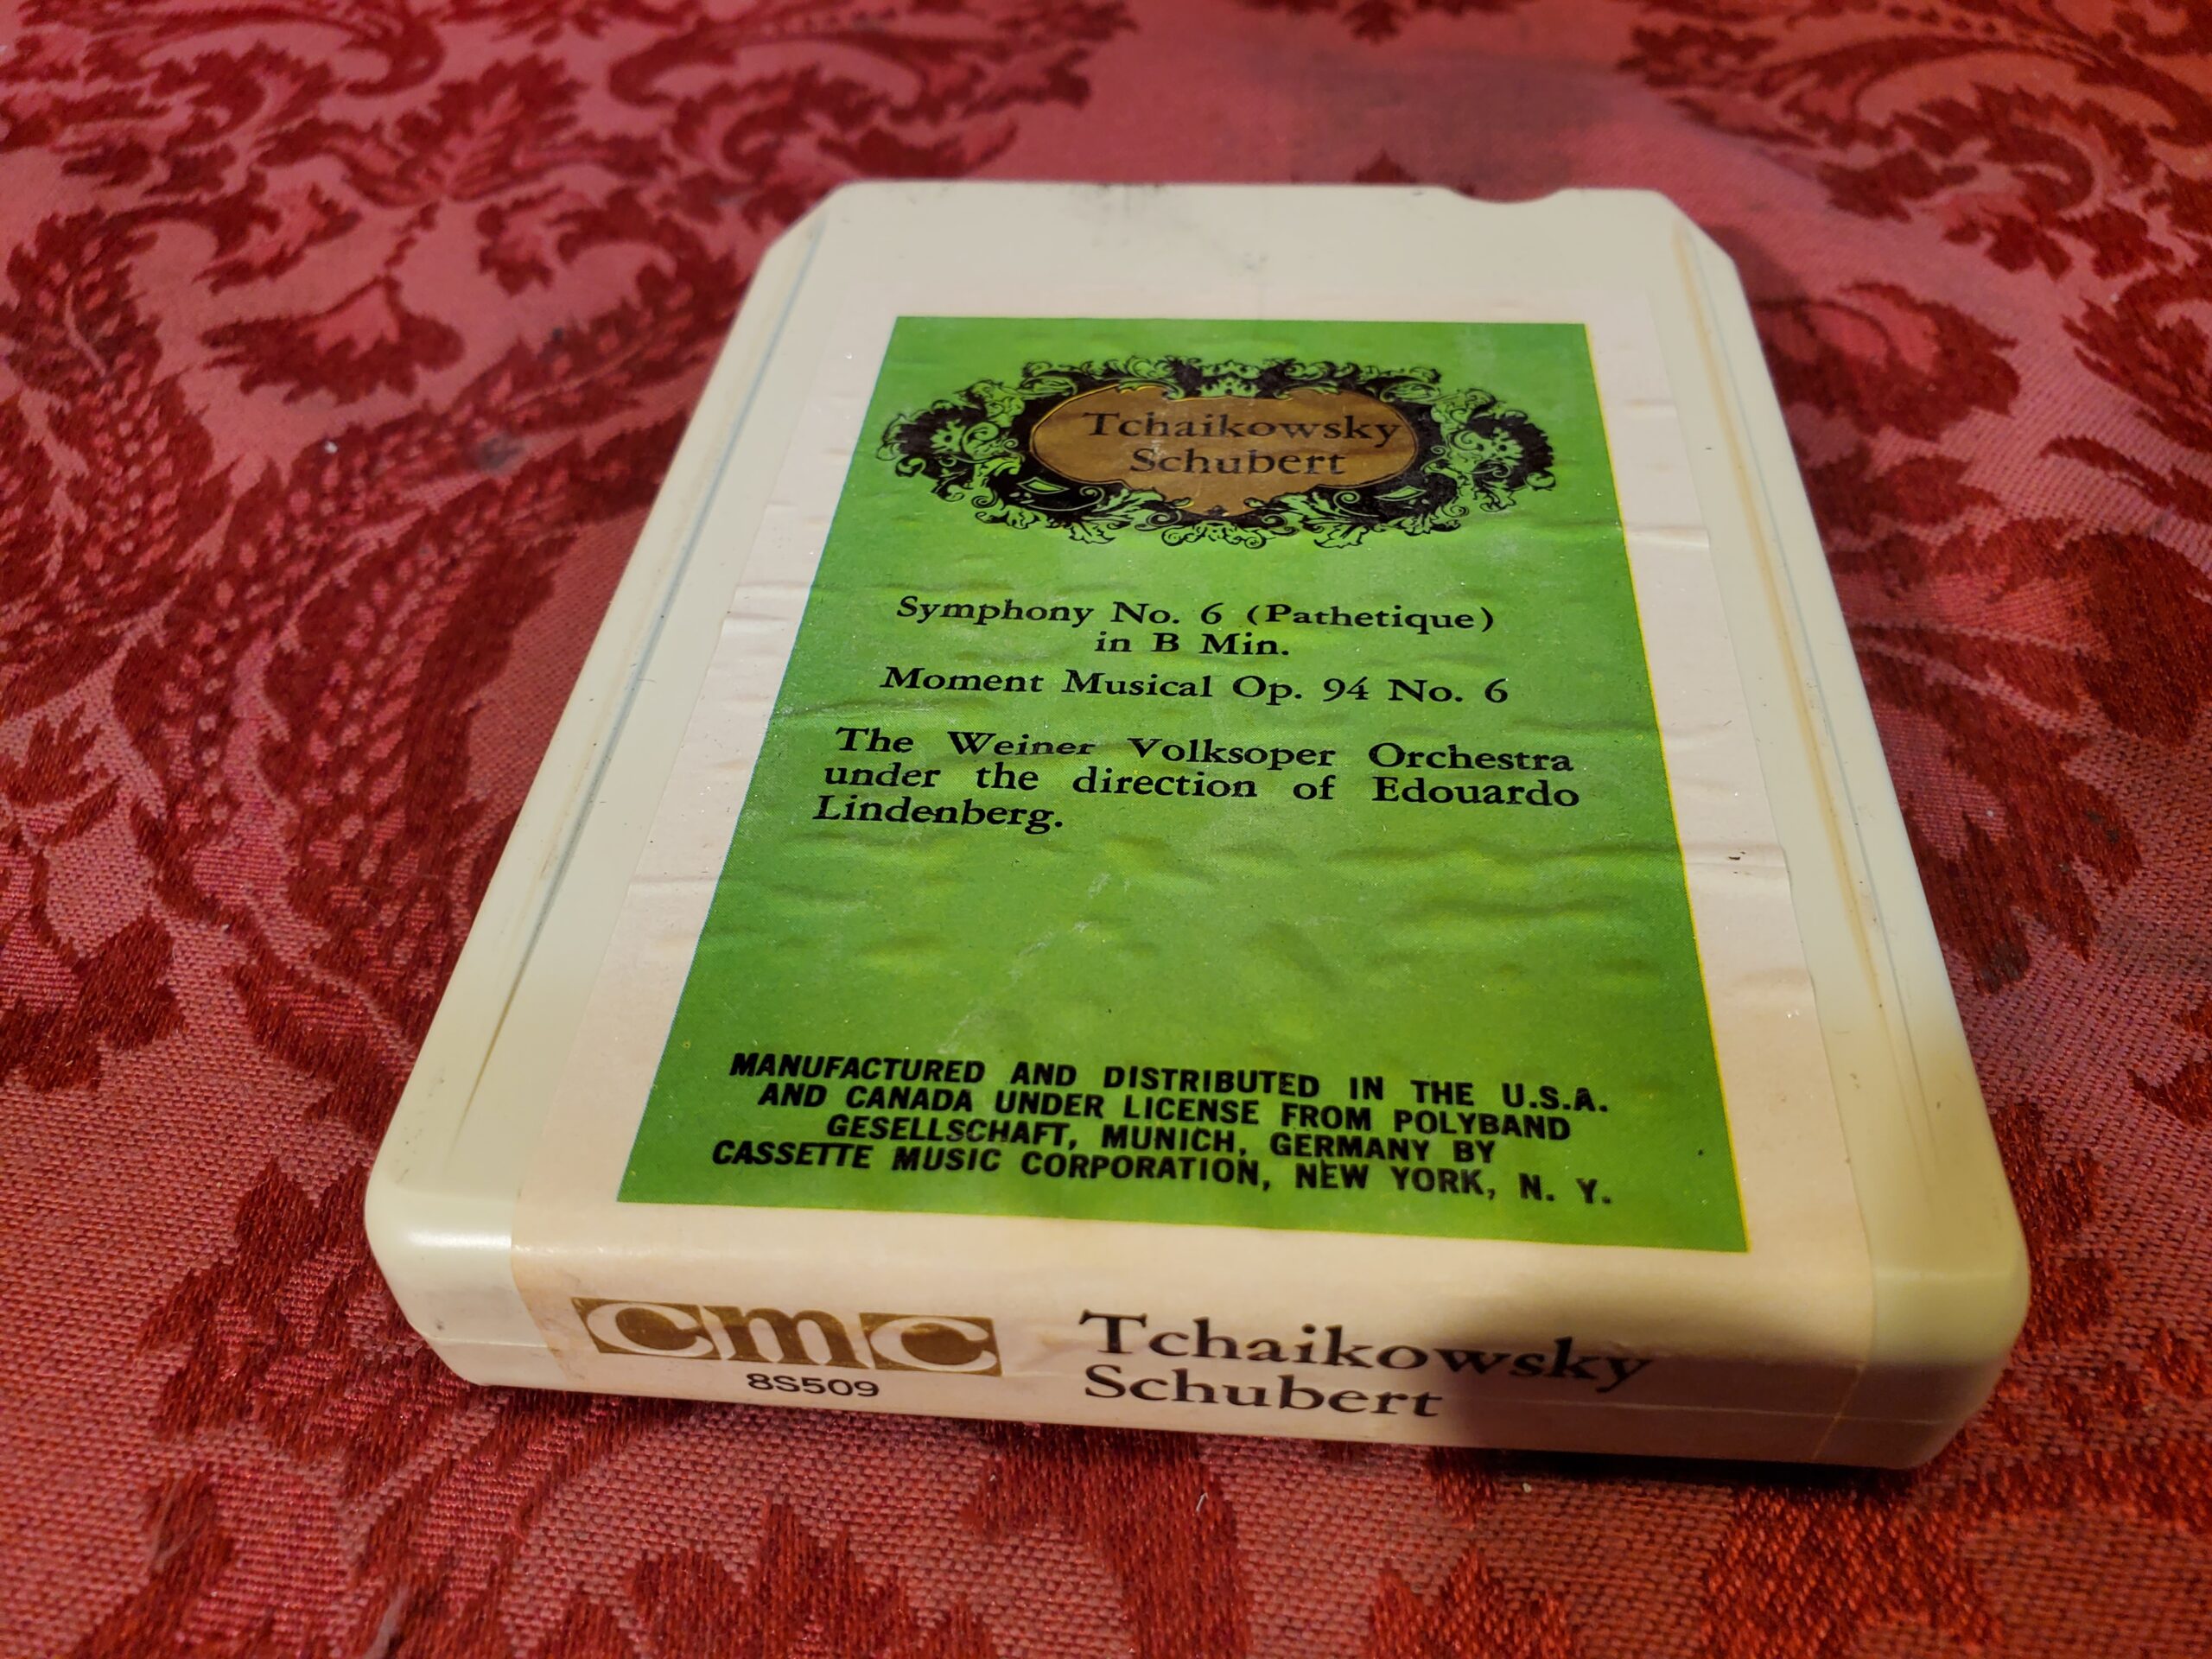 Tchaikowsky
Schubert
Symphony No. 6 (Pathetique)
in B Min.
Moment Musical Op. 94 No. 6
The Weiner Volksoper Orchestra
under the direction of Edouardo
Lindenberg.
MANUFACTURED AND DISTRIBUTED IN THE U.S.A.
AND CANADA UNDER LICENSE FROM POLYBAND
GESELLSCHAFT, MUNICH, GERMANY BY
CASSETTE MUSIC CORPORATION, NEW YORK, N. Y.
cmc
8S509
Tchaikowsky
Schubert